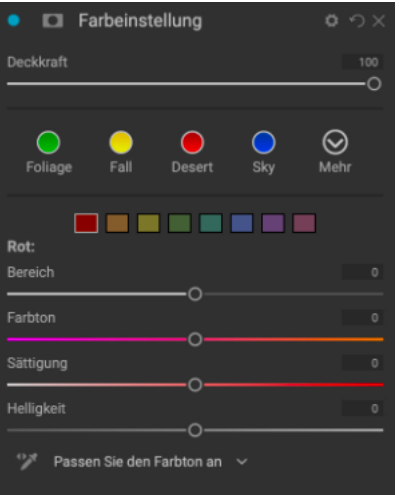 Farbeinstellung
Deckkraft 100
Foliage Fall Desert Sky Mehr
Rot:
Bereich 0
Farbton 0
Sättigung 0
Helligkeit 0
Passen Sie den Farbton an